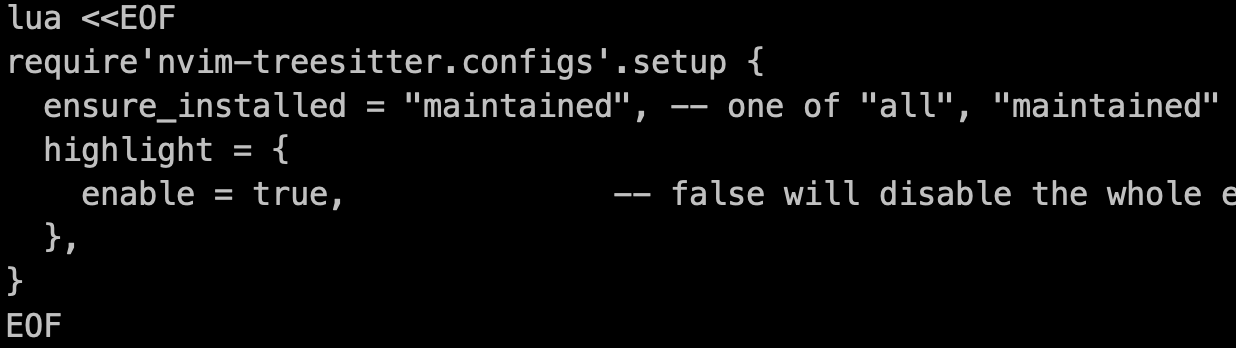 lua <<EOF
require'nvim-treesitter.configs'.setup {
  ensure_installed = "maintained", -- one of "all", "maintained"
  highlight = {
    enable = true,              -- false will disable the whole e
  },
}
EOF